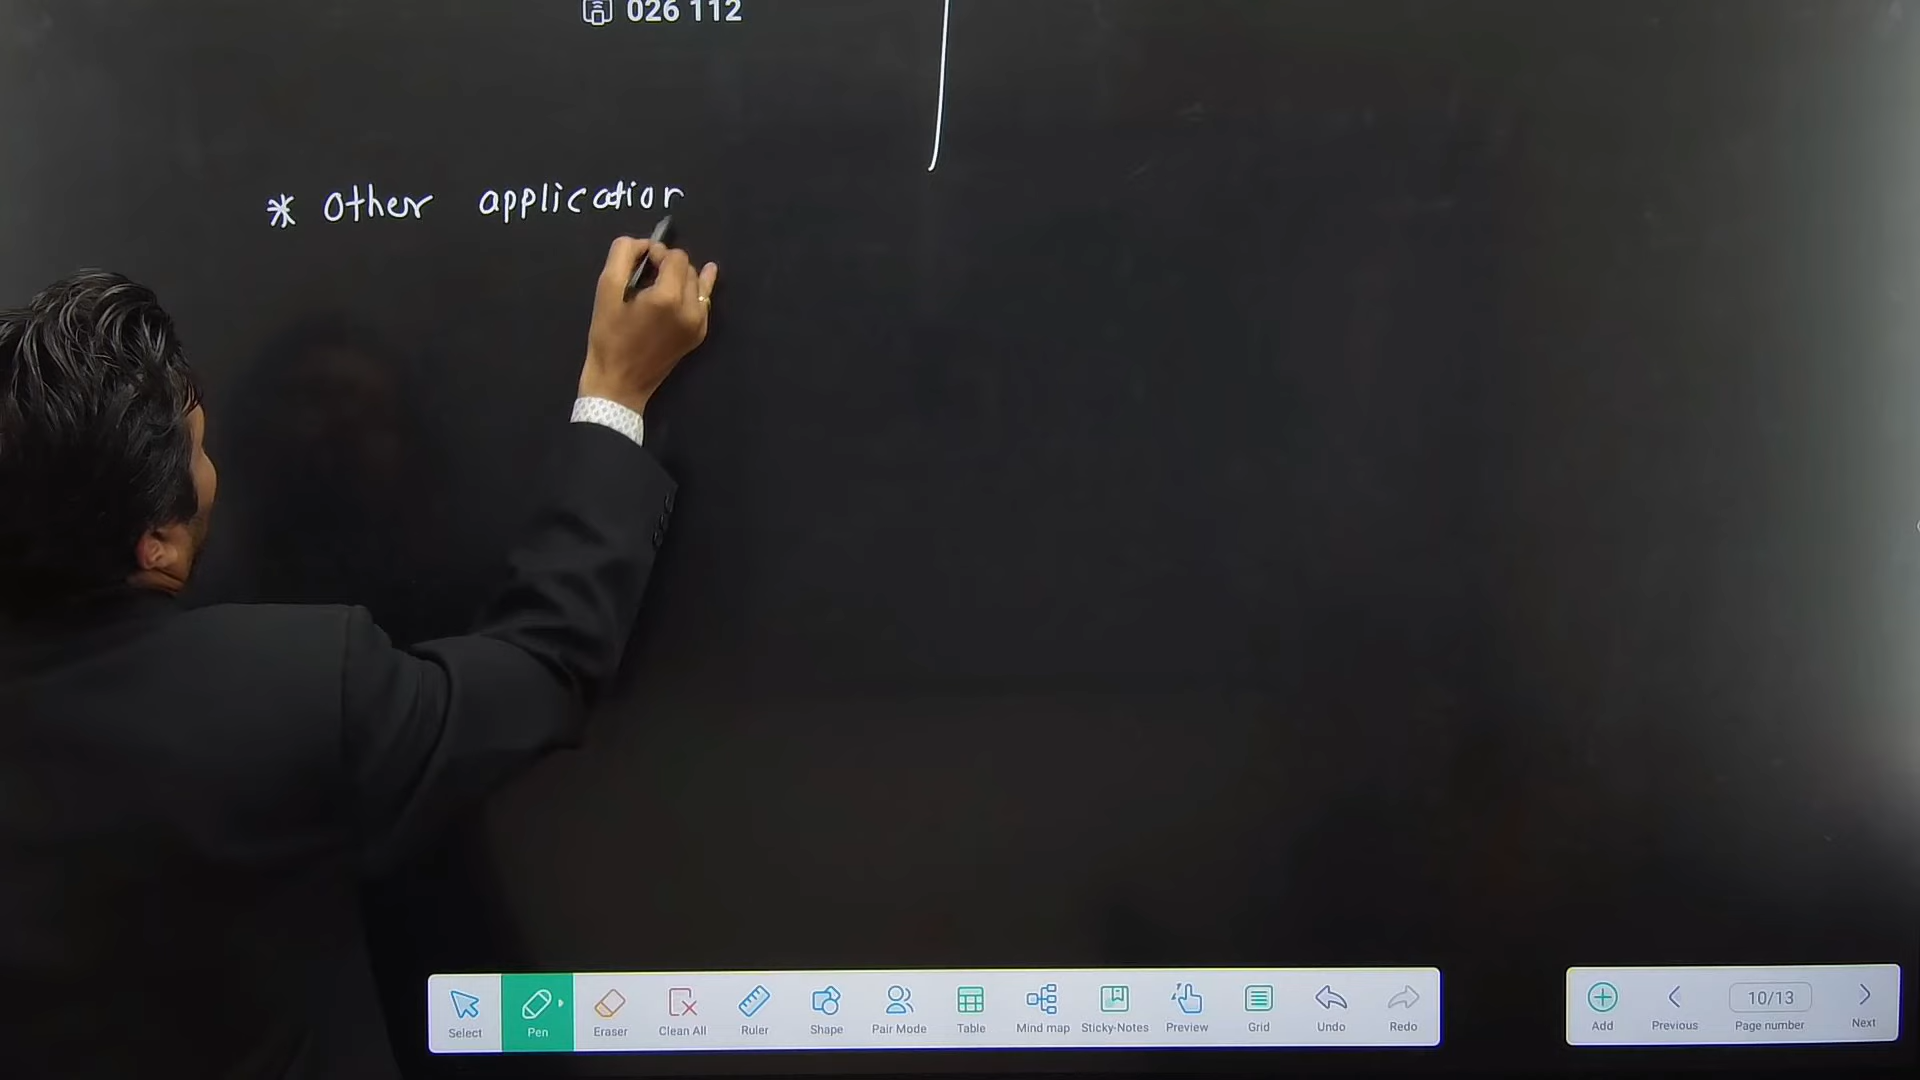 026 112
* Other application
Select Pen Eraser Clean All Ruler Shape Pair Mode Table Mind map Sticky-Notes Preview Grid Undo Redo
Add Previous 10/13 Page number Next